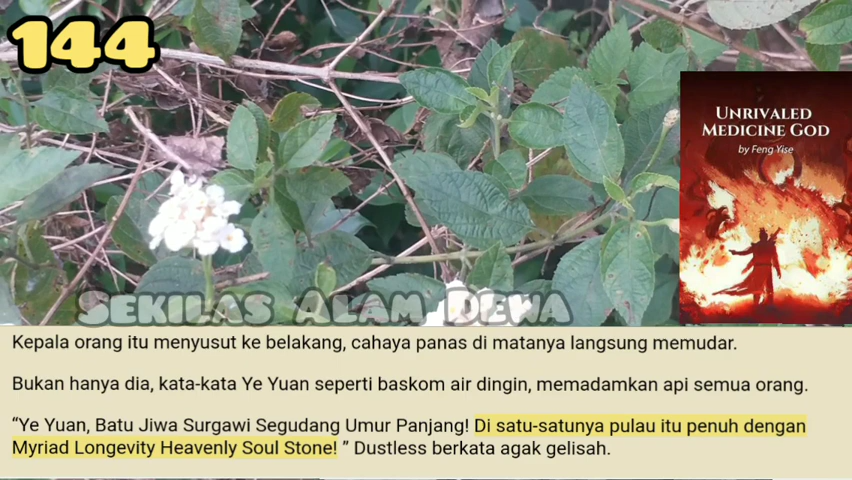 144
UNRIVALED
MEDICINE GOD
by Feng Yise
SEKILAS ALAM DEWA
Kepala orang itu menyusut ke belakang, cahaya panas di matanya langsung memudar.
Bukan hanya dia, kata-kata Ye Yuan seperti baskom air dingin, memadamkan api semua orang.
“Ye Yuan, Batu Jiwa Surgawi Segudang Umur Panjang! Di satu-satunya pulau itu penuh dengan
Myriad Longevity Heavenly Soul Stone! ” Dustless berkata agak gelisah.